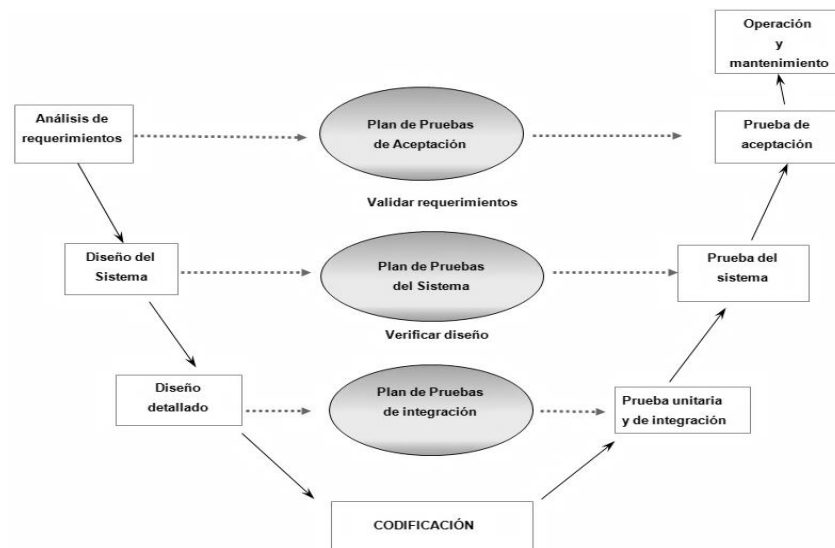 Operación
y
mantenimiento
Análisis de
requerimientos
Plan de Pruebas
de Aceptación
Prueba de
aceptación
Validar requerimientos
Diseño del
Sistema
Plan de Pruebas
del Sistema
Prueba del
sistema
Verificar diseño
Diseño
detallado
Plan de Pruebas
de integración
Prueba unitaria
y de integración
CODIFICACIÓN